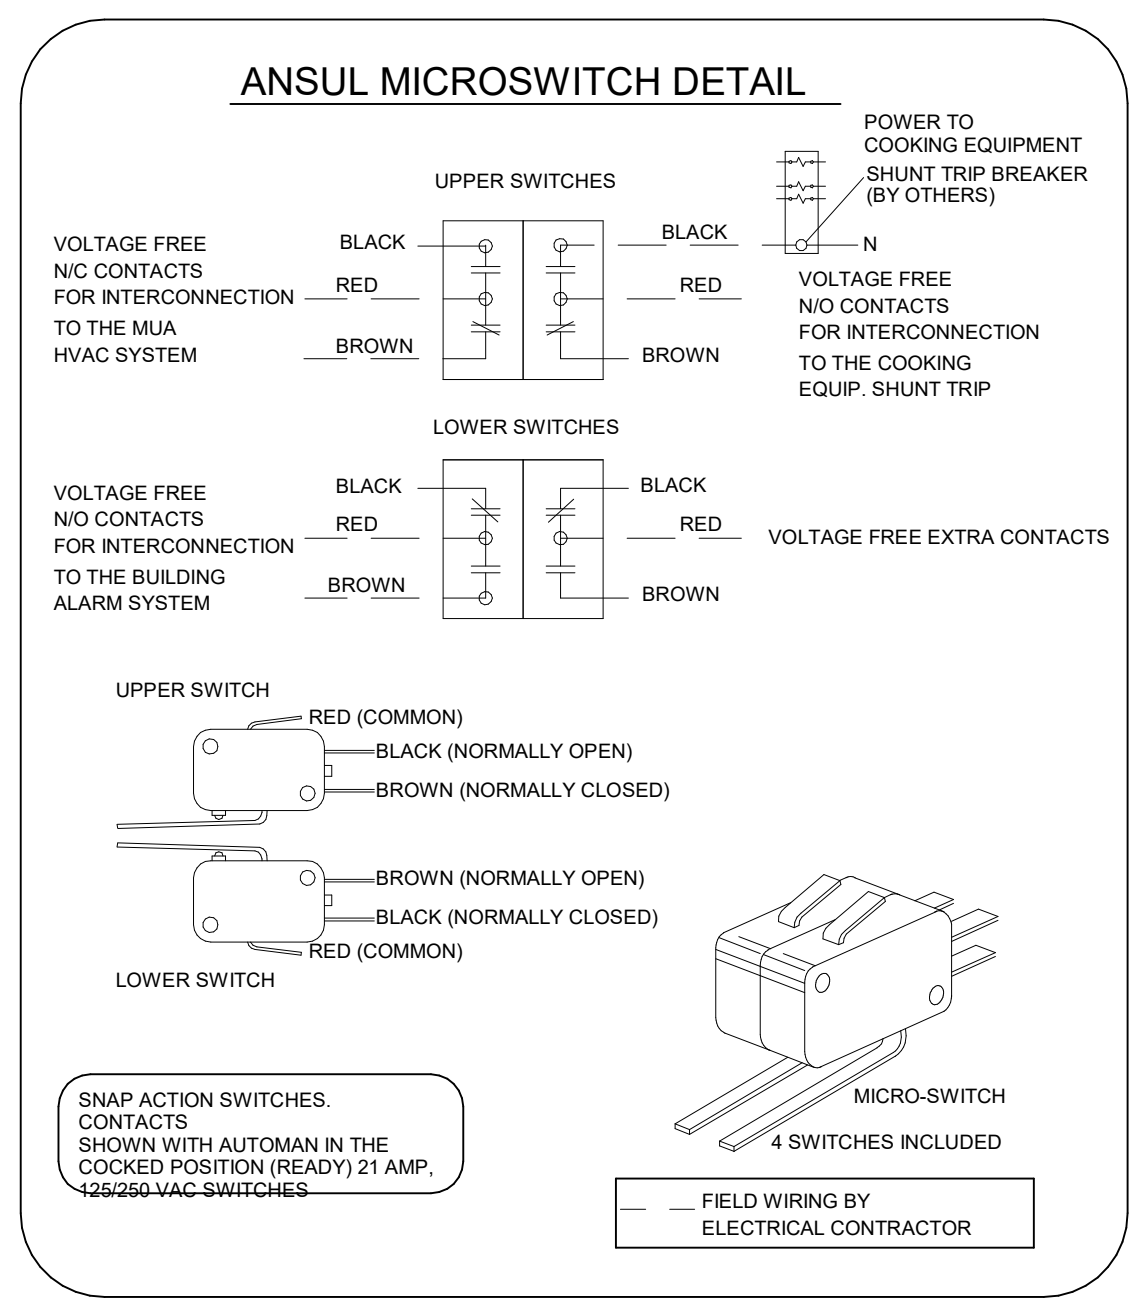 ANSUL MICROSWITCH DETAIL
POWER TO
COOKING EQUIPMENT
SHUNT TRIP BREAKER
(BY OTHERS)
N
UPPER SWITCHES
VOLTAGE FREE
N/C CONTACTS
FOR INTERCONNECTION
TO THE MUA
HVAC SYSTEM
BLACK
RED
BROWN
BLACK
RED
BROWN
VOLTAGE FREE
N/O CONTACTS
FOR INTERCONNECTION
TO THE COOKING
EQUIP. SHUNT TRIP
LOWER SWITCHES
VOLTAGE FREE
N/O CONTACTS
FOR INTERCONNECTION
TO THE BUILDING
ALARM SYSTEM
BLACK
RED
BROWN
BLACK
RED
BROWN
VOLTAGE FREE EXTRA CONTACTS
UPPER SWITCH
RED (COMMON)
BLACK (NORMALLY OPEN)
BROWN (NORMALLY CLOSED)
BROWN (NORMALLY OPEN)
BLACK (NORMALLY CLOSED)
RED (COMMON)
LOWER SWITCH
MICRO-SWITCH
4 SWITCHES INCLUDED
SNAP ACTION SWITCHES.
CONTACTS
SHOWN WITH AUTOMAN IN THE
COCKED POSITION (READY) 21 AMP,
125/250 VAC SWITCHES
FIELD WIRING BY
ELECTRICAL CONTRACTOR